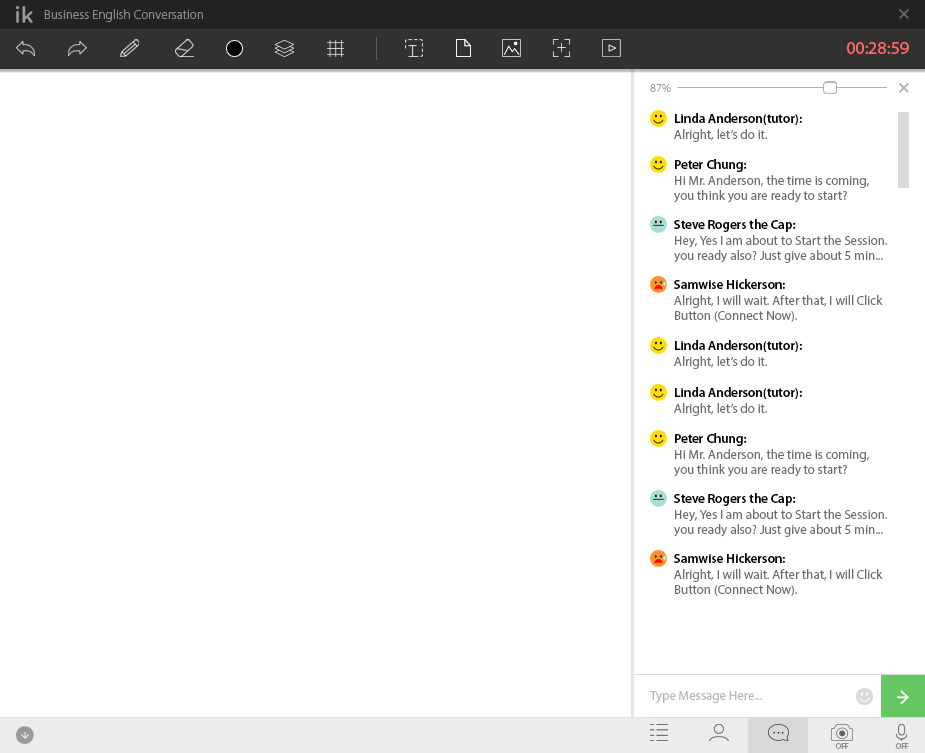 ik Business English Conversation
00:28:59
87%
Linda Anderson(tutor):
Alright, let's do it.
Peter Chung:
Hi Mr. Anderson, the time is coming,
you think you are ready to start?
Steve Rogers the Cap:
Hey, Yes I am about to Start the Session.
you ready also? Just give about 5 min...
Samwise Hickerson:
Alright, I will wait. After that, I will Click
Button (Connect Now).
Linda Anderson(tutor):
Alright, let's do it.
Linda Anderson(tutor):
Alright, let's do it.
Peter Chung:
Hi Mr. Anderson, the time is coming,
you think you are ready to start?
Steve Rogers the Cap:
Hey, Yes I am about to Start the Session.
you ready also? Just give about 5 min...
Samwise Hickerson:
Alright, I will wait. After that, I will Click
Button (Connect Now).
Type Message Here...
OFF OFF